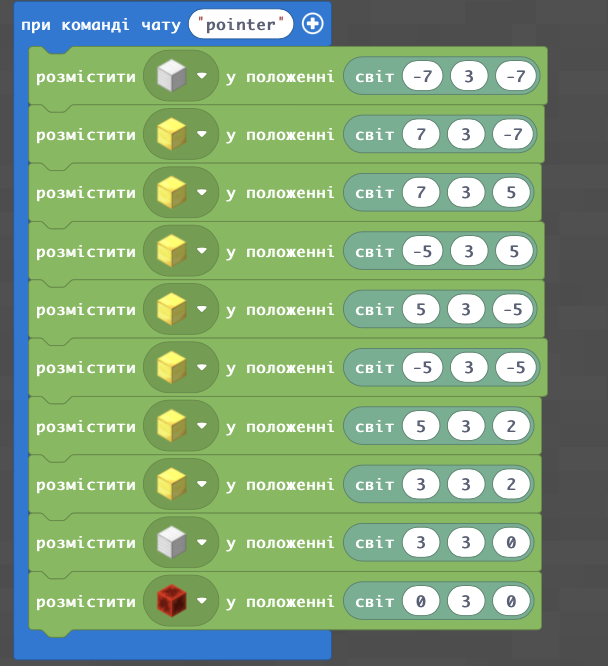 при команді чату "pointer"
розмістити у положенні світ -7 3 -7
розмістити у положенні світ 7 3 -7
розмістити у положенні світ 7 3 5
розмістити у положенні світ -5 3 5
розмістити у положенні світ 5 3 -5
розмістити у положенні світ -5 3 -5
розмістити у положенні світ 5 3 2
розмістити у положенні світ 3 3 2
розмістити у положенні світ 3 3 0
розмістити у положенні світ 0 3 0